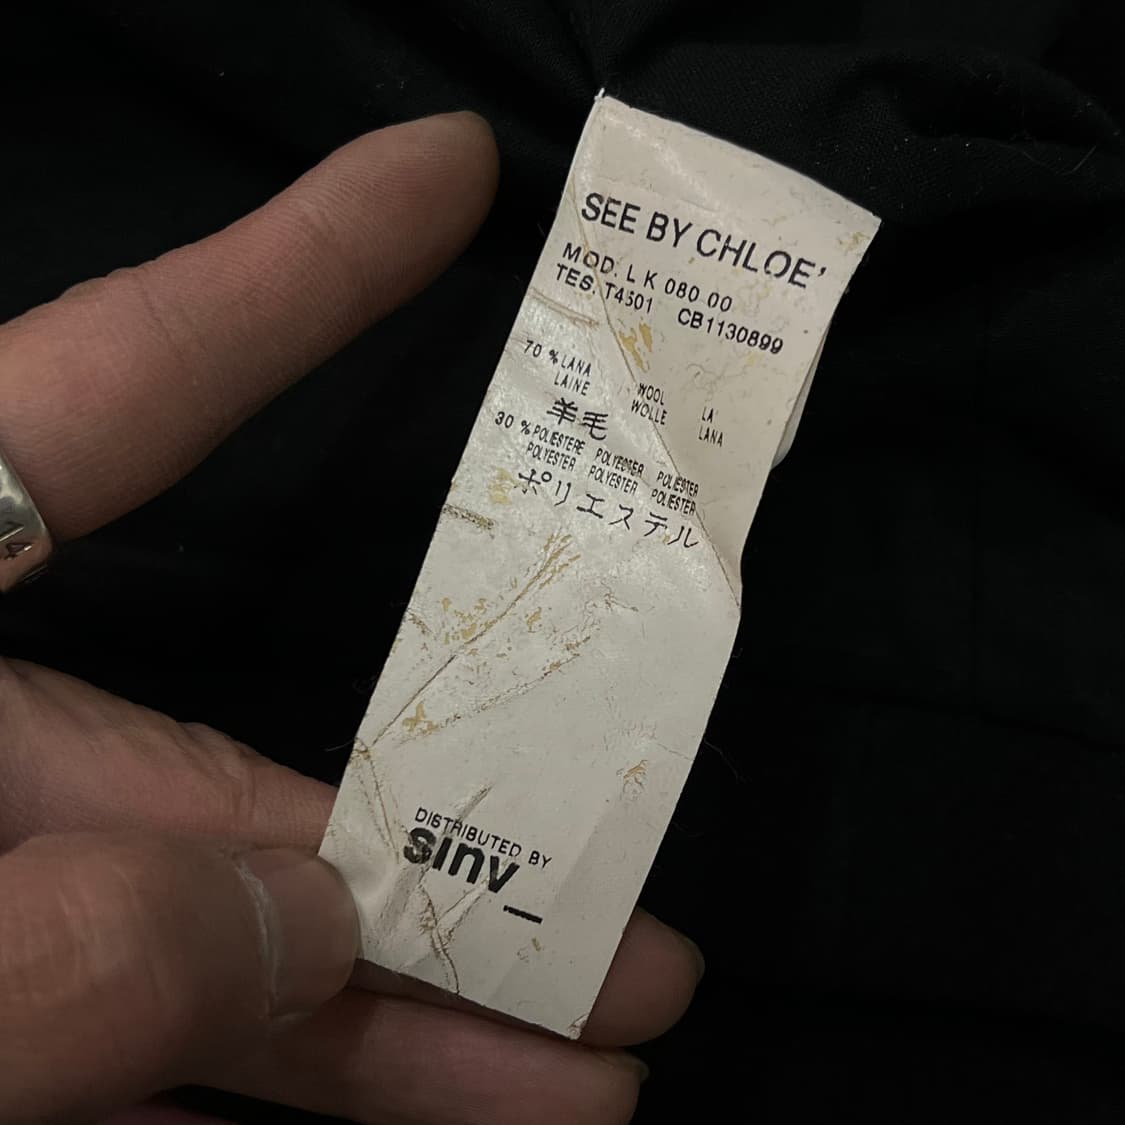 SEE BY CHLOE'
MOD. L K 080 00
TES. T4501 CB1130899
70 % LANA WOOL LA
LAINE WOLLE LANA
羊毛
30 % POLIESTERE POLYESTER POLIESTER
POLYESTER POLYESTER POLIESTER
ポリエステル
DISTRIBUTED BY
sinv_